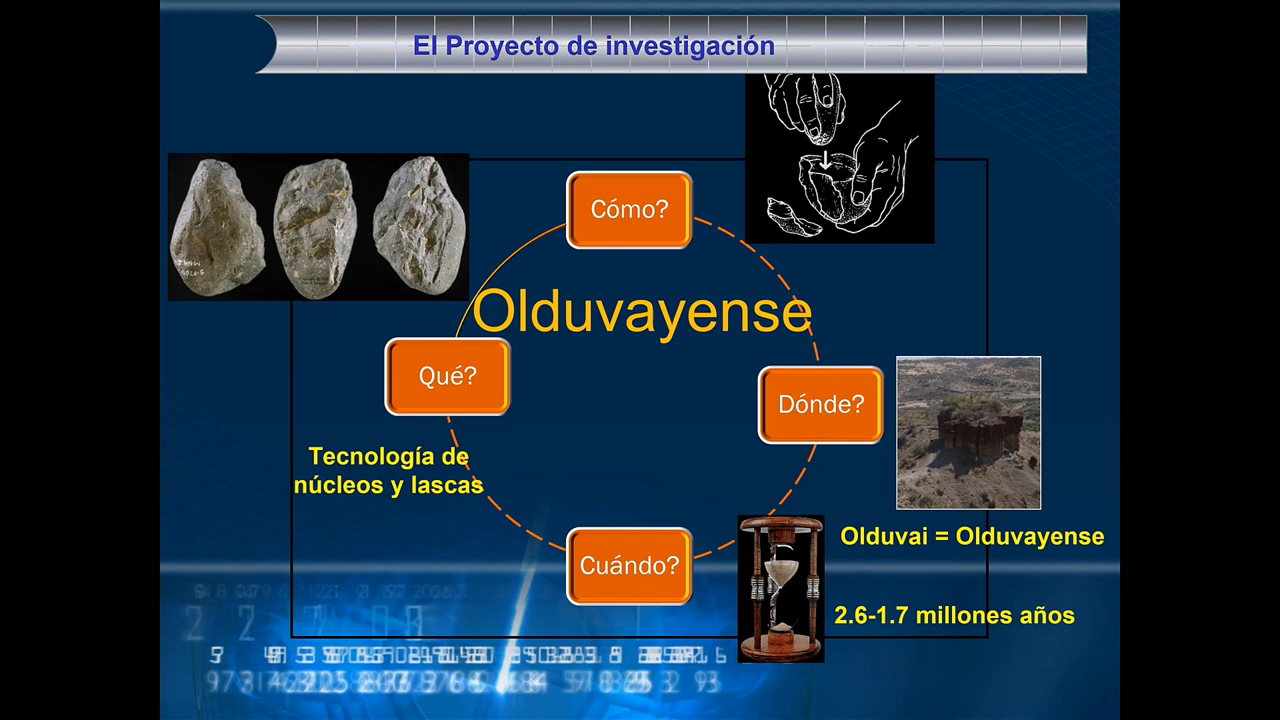 El Proyecto de investigación
Cómo?
Olduvayense
Qué?
Dónde?
Tecnología de
núcleos y lascas
Olduvai = Olduvayense
Cuándo?
2.6-1.7 millones años